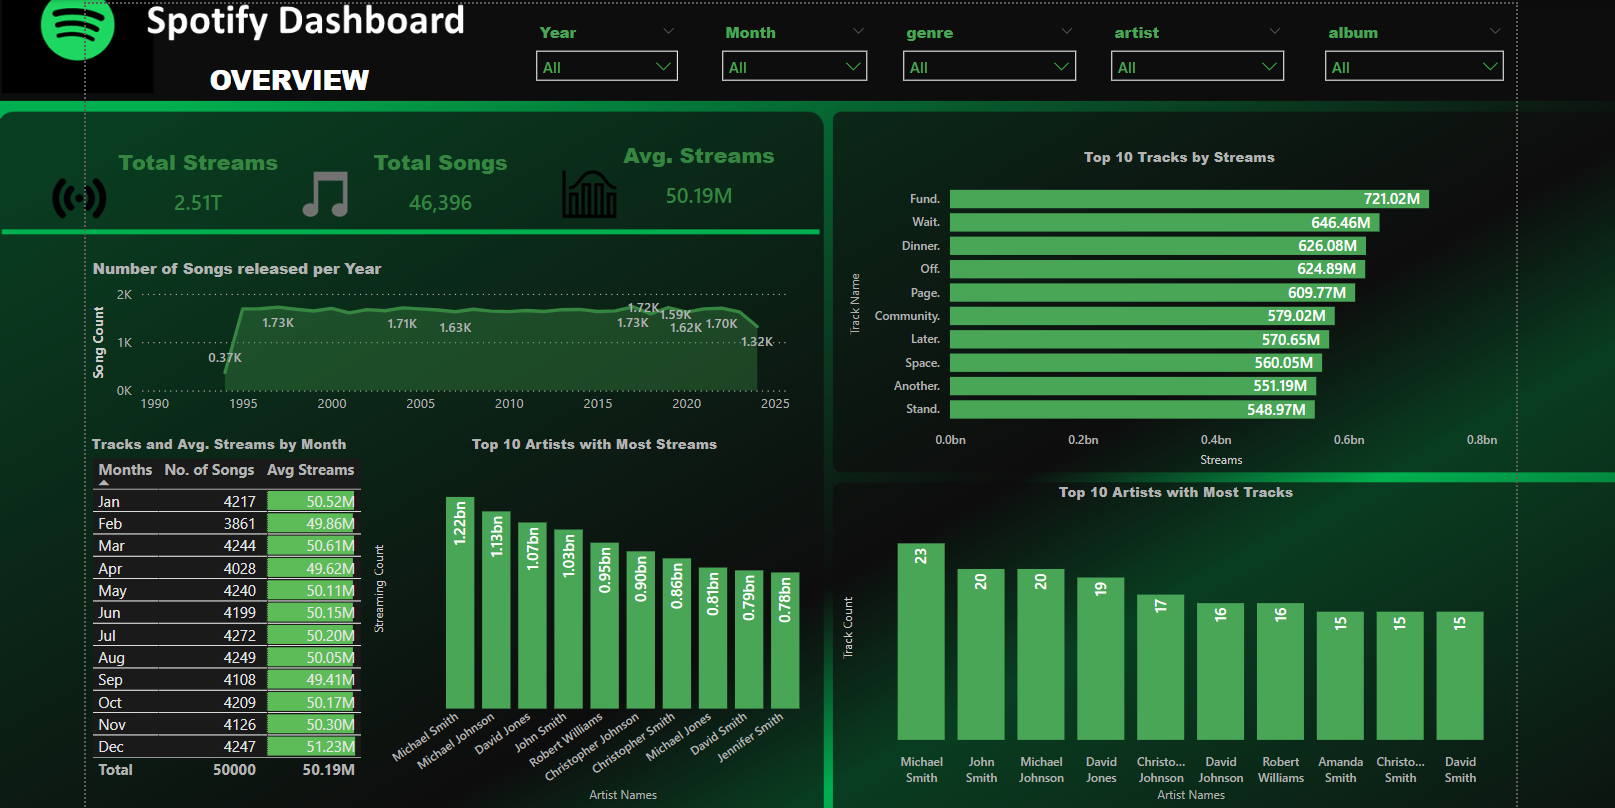 Spotify Dashboard
OVERVIEW
Year
All
Month
All
genre
All
artist
All
album
All
Total Streams
2.51T
Total Songs
46,396
Avg. Streams
50.19M
Number of Songs released per Year
Song Count
2K
1K
0K
0.37K
1.73K
1.71K
1.63K
1.73K
1.72K
1.59K
1.62K
1.70K
1.32K
1990 1995 2000 2005 2010 2015 2020 2025
Tracks and Avg. Streams by Month
Months No. of Songs Avg Streams
Jan 4217 50.52M
Feb 3861 49.86M
Mar 4244 50.61M
Apr 4028 49.62M
May 4240 50.11M
Jun 4199 50.15M
Jul 4272 50.20M
Aug 4249 50.05M
Sep 4108 49.41M
Oct 4209 50.17M
Nov 4126 50.30M
Dec 4247 51.23M
Total 50000 50.19M
Top 10 Artists with Most Streams
Streaming Count
1.22bn
1.13bn
1.07bn
1.03bn
0.95bn
0.90bn
0.86bn
0.81bn
0.79bn
0.78bn
Michael Smith
Michael Johnson
David Jones
John Smith
Robert Williams
Christopher Johnson
Christopher Smith
Michael Jones
David Smith
Jennifer Smith
Artist Names
Top 10 Tracks by Streams
Track Name
Fund. 721.02M
Wait. 646.46M
Dinner. 626.08M
Off. 624.89M
Page. 609.77M
Community. 579.02M
Later. 570.65M
Space. 560.05M
Another. 551.19M
Stand. 548.97M
0.0bn 0.2bn 0.4bn 0.6bn 0.8bn
Streams
Top 10 Artists with Most Tracks
Track Count
23
20
20
19
17
16
16
15
15
15
Michael
Smith
John
Smith
Michael
Johnson
David
Jones
Christo...
Johnson
David
Johnson
Robert
Williams
Amanda
Smith
Christo...
Smith
David
Smith
Artist Names